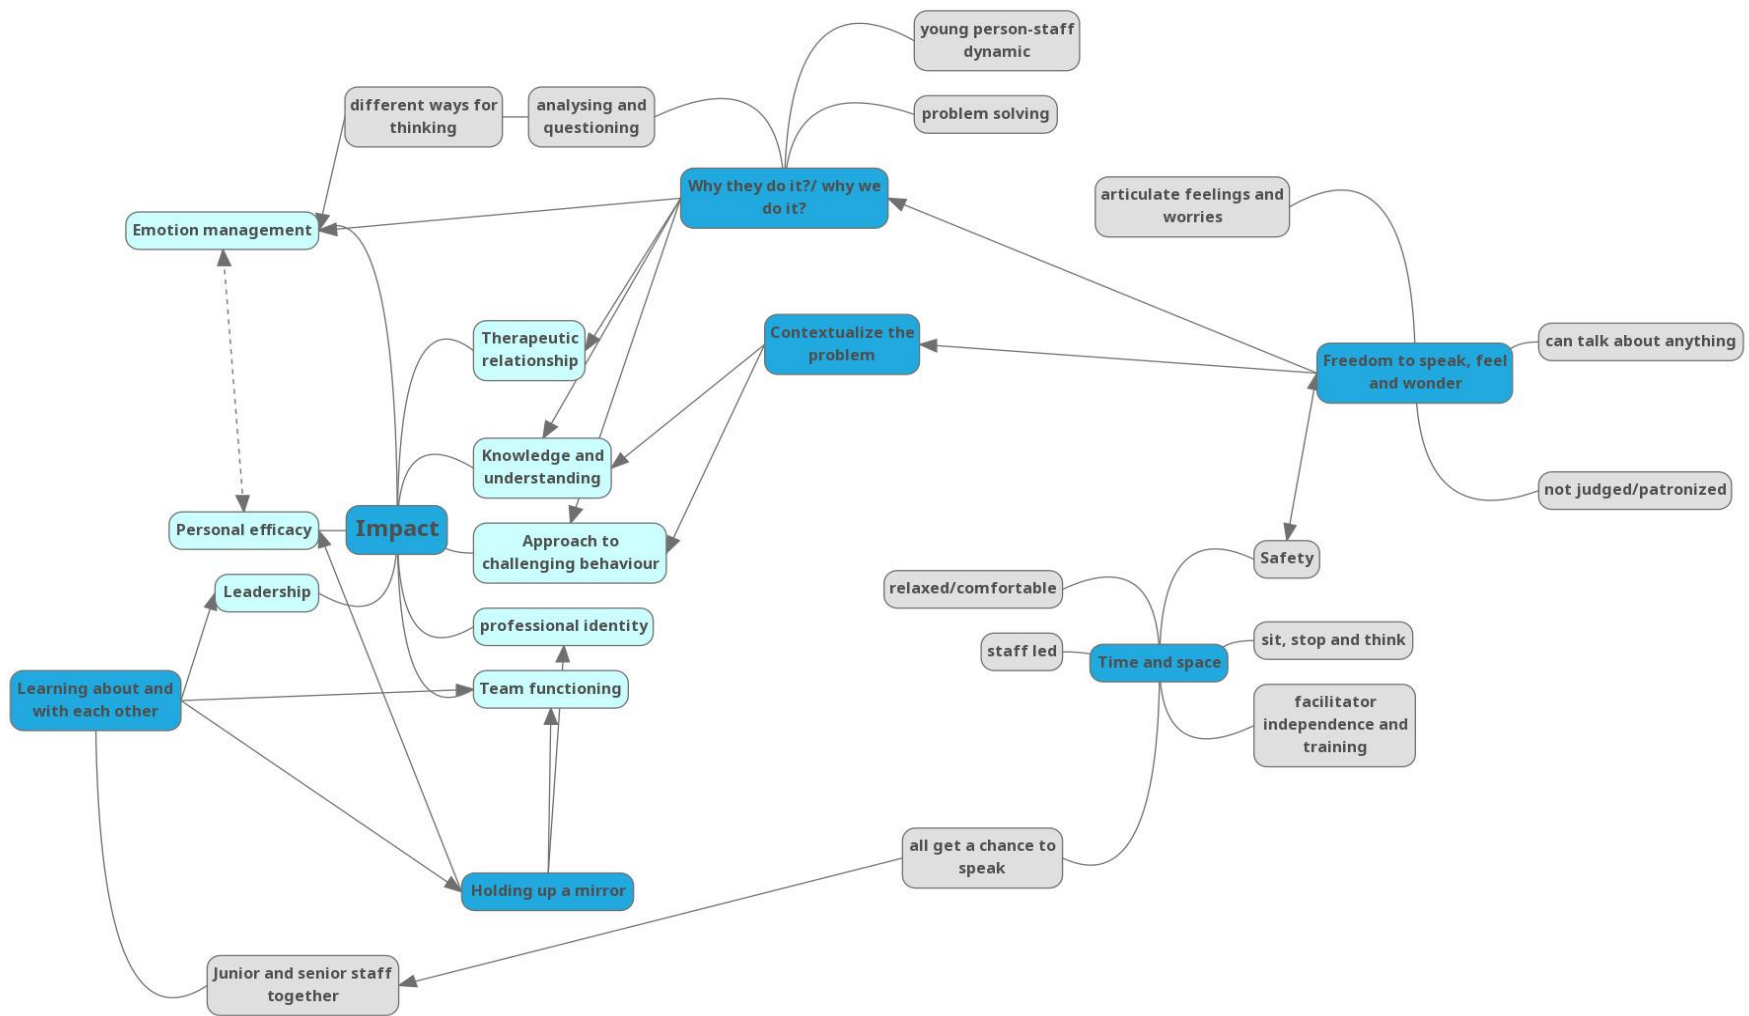 young person-staff
dynamic
different ways for
thinking
analysing and
questioning
problem solving
Why they do it?/ why we
do it?
articulate feelings and
worries
Emotion management
Therapeutic
relationship
Contextualize the
problem
can talk about anything
Freedom to speak, feel
and wonder
Knowledge and
understanding
not judged/patronized
Personal efficacy
Impact
Approach to
challenging behaviour
Safety
Leadership
relaxed/comfortable
professional identity
staff led
Time and space
sit, stop and think
Learning about and
with each other
Team functioning
facilitator
independence and
training
all get a chance to
speak
Holding up a mirror
Junior and senior staff
together